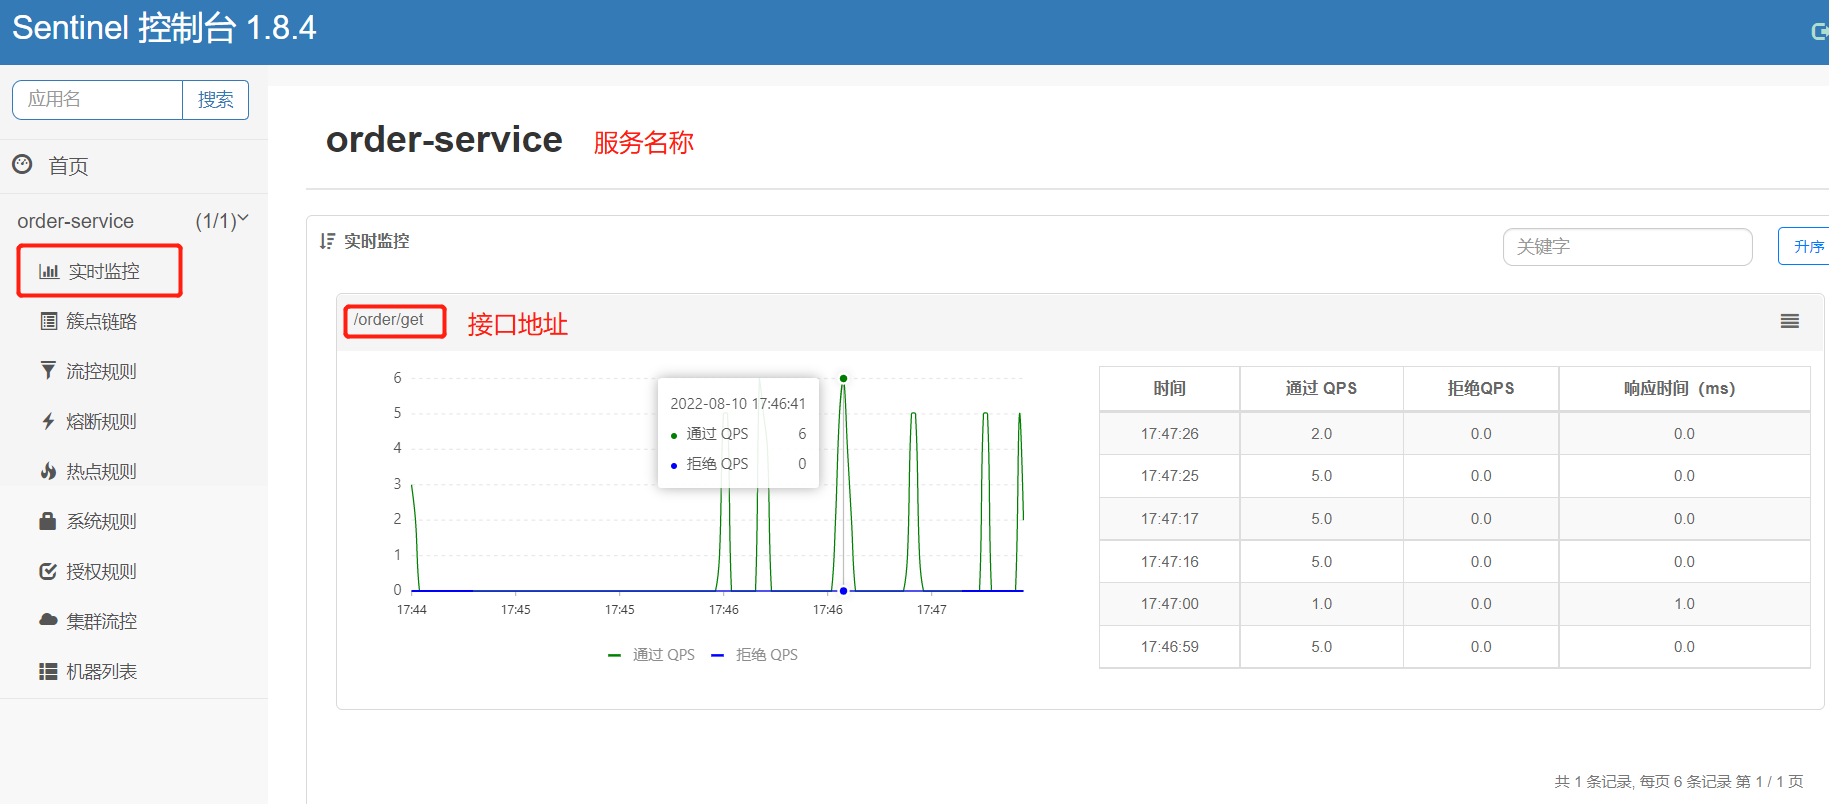 Sentinel 控制台 1.8.4
应用名
搜索
首页
order-service (1/1)
实时监控
簇点链路
流控规则
熔断规则
热点规则
系统规则
授权规则
集群流控
机器列表
order-service 服务名称
实时监控
关键字
升序
/order/get 接口地址
6
5
4
3
2
1
0
17:44 17:45 17:45 17:46 17:46 17:47
2022-08-10 17:46:41
通过 QPS 6
拒绝 QPS 0
通过 QPS 拒绝 QPS
时间 通过 QPS 拒绝QPS 响应时间（ms）
17:47:26 2.0 0.0 0.0
17:47:25 5.0 0.0 0.0
17:47:17 5.0 0.0 0.0
17:47:16 5.0 0.0 0.0
17:47:00 1.0 0.0 1.0
17:46:59 5.0 0.0 0.0
共 1 条记录, 每页 6 条记录 第 1 / 1 页